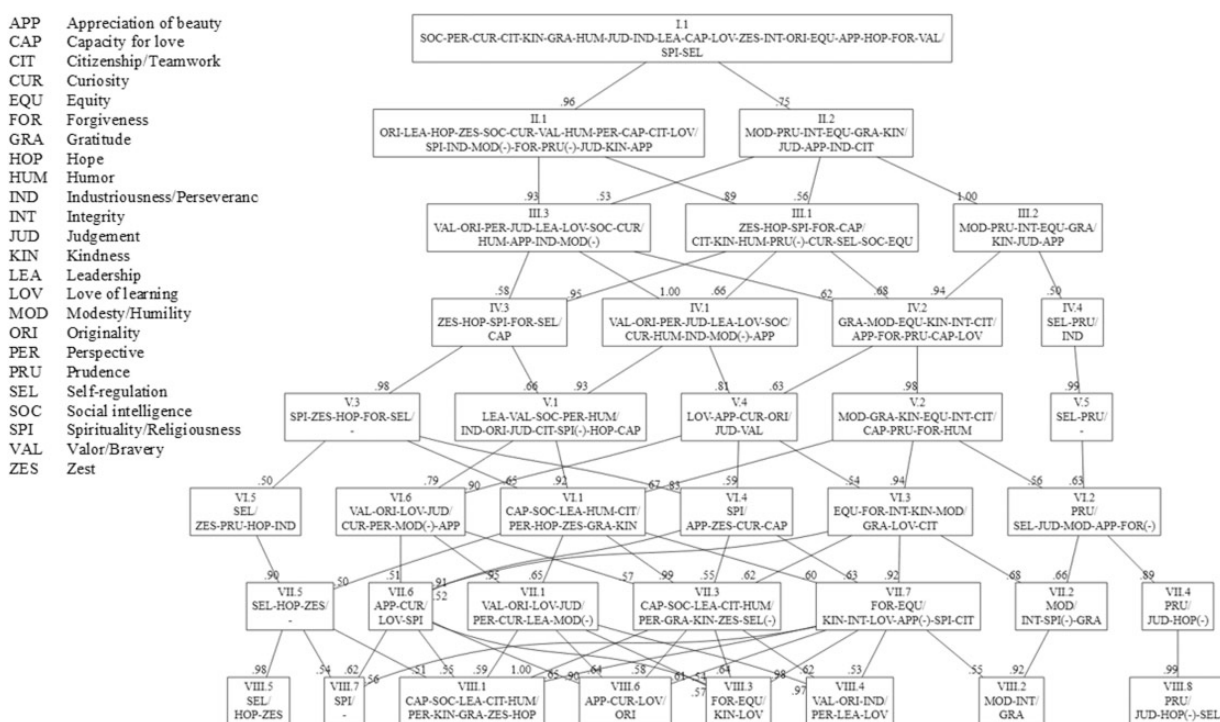 APP Appreciation of beauty
CAP Capacity for love
CIT Citizenship/Teamwork
CUR Curiosity
EQU Equity
FOR Forgiveness
GRA Gratitude
HOP Hope
HUM Humor
IND Industriousness/Perseveranc
INT Integrity
JUD Judgement
KIN Kindness
LEA Leadership
LOV Love of learning
MOD Modesty/Humility
ORI Originality
PER Perspective
PRU Prudence
SEL Self-regulation
SOC Social intelligence
SPI Spirituality/Religiousness
VAL Valor/Bravery
ZES Zest
I.1
SOC-PER-CUR-CIT-KIN-GRA-HUM-JUD-IND-LEA-CAP-LOV-ZES-INT-ORI-EQU-APP-HOP-FOR-VAL/
SPI-SEL
.96 .75
II.1
ORI-LEA-HOP-ZES-SOC-CUR-VAL-HUM-PER-CAP-CIT-LOV/
SPI-IND-MOD(-)-FOR-PRU(-)-JUD-KIN-APP
II.2
MOD-PRU-INT-EQU-GRA-KIN/
JUD-APP-IND-CIT
.93 .53 .89 .56 1.00
III.3
VAL-ORI-PER-JUD-LEA-LOV-SOC-CUR/
HUM-APP-IND-MOD(-)
III.1
ZES-HOP-SPI-FOR-CAP/
CIT-KIN-HUM-PRU(-)-CUR-SEL-SOC-EQU
III.2
MOD-PRU-INT-EQU-GRA/
KIN-JUD-APP
.58 .95 1.00 .66 .62 .68 .94 .50
IV.3
ZES-HOP-SPI-FOR-SEL/
CAP
IV.1
VAL-ORI-PER-JUD-LEA-LOV-SOC/
CUR-HUM-IND-MOD(-)-APP
IV.2
GRA-MOD-EQU-KIN-INT-CIT/
APP-FOR-PRU-CAP-LOV
IV.4
SEL-PRU/
IND
.98 .66 .93 .81 .63 .98 .99
V.3
SPI-ZES-HOP-FOR-SEL/
-
V.1
LEA-VAL-SOC-PER-HUM/
IND-ORI-JUD-CIT-SPI(-)-HOP-CAP
V.4
LOV-APP-CUR-ORI/
JUD-VAL
V.2
MOD-GRA-KIN-EQU-INT-CIT/
CAP-PRU-FOR-HUM
V.5
SEL-PRU/
-
.50 .79 .90 .65 .92 .67 .83 .59 .54 .94 .56 .63
VI.5
SEL/
ZES-PRU-HOP-IND
VI.6
VAL-ORI-LOV-JUD/
CUR-PER-MOD(-)-APP
VI.1
CAP-SOC-LEA-HUM-CIT/
PER-HOP-ZES-GRA-KIN
VI.4
SPI/
APP-ZES-CUR-CAP
VI.3
EQU-FOR-INT-KIN-MOD/
GRA-LOV-CIT
VI.2
PRU/
SEL-JUD-MOD-APP-FOR(-)
.90 .50 .51 .91 .52 .95 .65 .57 .99 .55 .62 .60 .63 .92 .68 .66 .89
VII.5
SEL-HOP-ZES/
-
VII.6
APP-CUR/
LOV-SPI
VII.1
VAL-ORI-LOV-JUD/
PER-CUR-LEA-MOD(-)
VII.3
CAP-SOC-LEA-CIT-HUM/
PER-GRA-KIN-ZES-SEL(-)
VII.7
FOR-EQU/
KIN-INT-LOV-APP(-)-SPI-CIT
VII.2
MOD/
INT-SPI(-)-GRA
VII.4
PRU/
JUD-HOP(-)
.98 .54 .62 .56 .51 .55 .59 1.00 .65 .90 .64 .58 .61 .54 .57 .64 .98 .97 .62 .53 .55 .92 .99
VIII.5
SEL/
HOP-ZES
VIII.7
SPI/
-
VIII.1
CAP-SOC-LEA-CIT-HUM/
PER-KIN-GRA-ZES-HOP
VIII.6
APP-CUR-LOV/
ORI
VIII.3
FOR-EQU/
KIN-LOV
VIII.4
VAL-ORI-IND/
PER-LEA-LOV
VIII.2
MOD-INT/
GRA
VIII.8
PRU/
JUD-HOP(-)-SEL